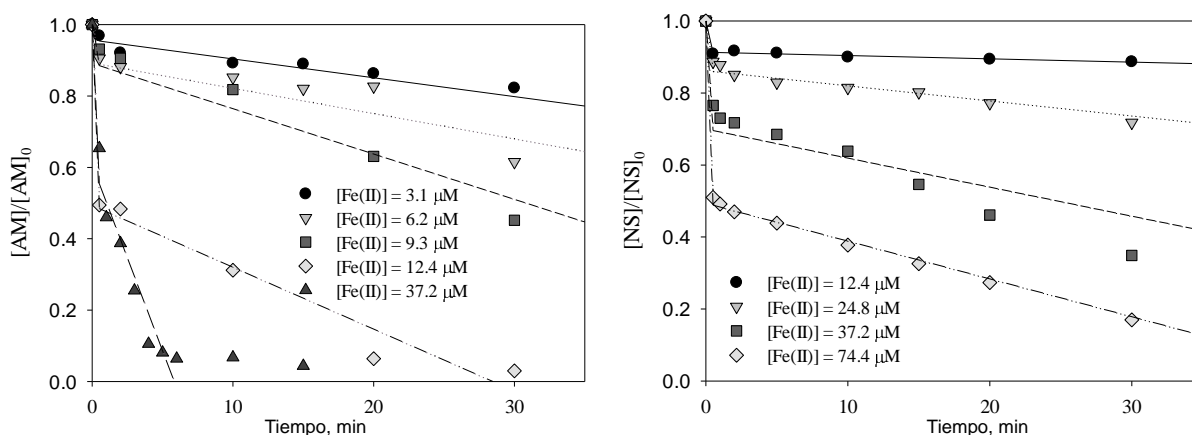 [AM]/[AM]0
1.0
0.8
0.6
0.4
0.2
0.0
[Fe(II)] = 3.1 μM
[Fe(II)] = 6.2 μM
[Fe(II)] = 9.3 μM
[Fe(II)] = 12.4 μM
[Fe(II)] = 37.2 μM
0 10 20 30
Tiempo, min
[NS]/[NS]0
1.0
0.8
0.6
0.4
0.2
0.0
[Fe(II)] = 12.4 μM
[Fe(II)] = 24.8 μM
[Fe(II)] = 37.2 μM
[Fe(II)] = 74.4 μM
0 10 20 30
Tiempo, min